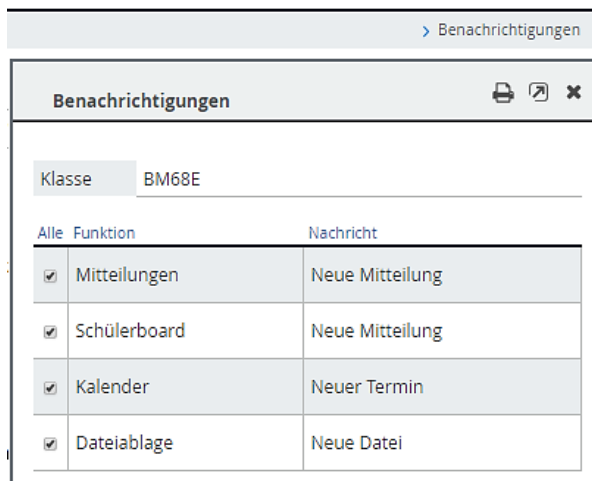 Benachrichtigungen
Benachrichtigungen
Klasse BM68E
Alle Funktion Nachricht
Mitteilungen Neue Mitteilung
Schülerboard Neue Mitteilung
Kalender Neuer Termin
Dateiablage Neue Datei